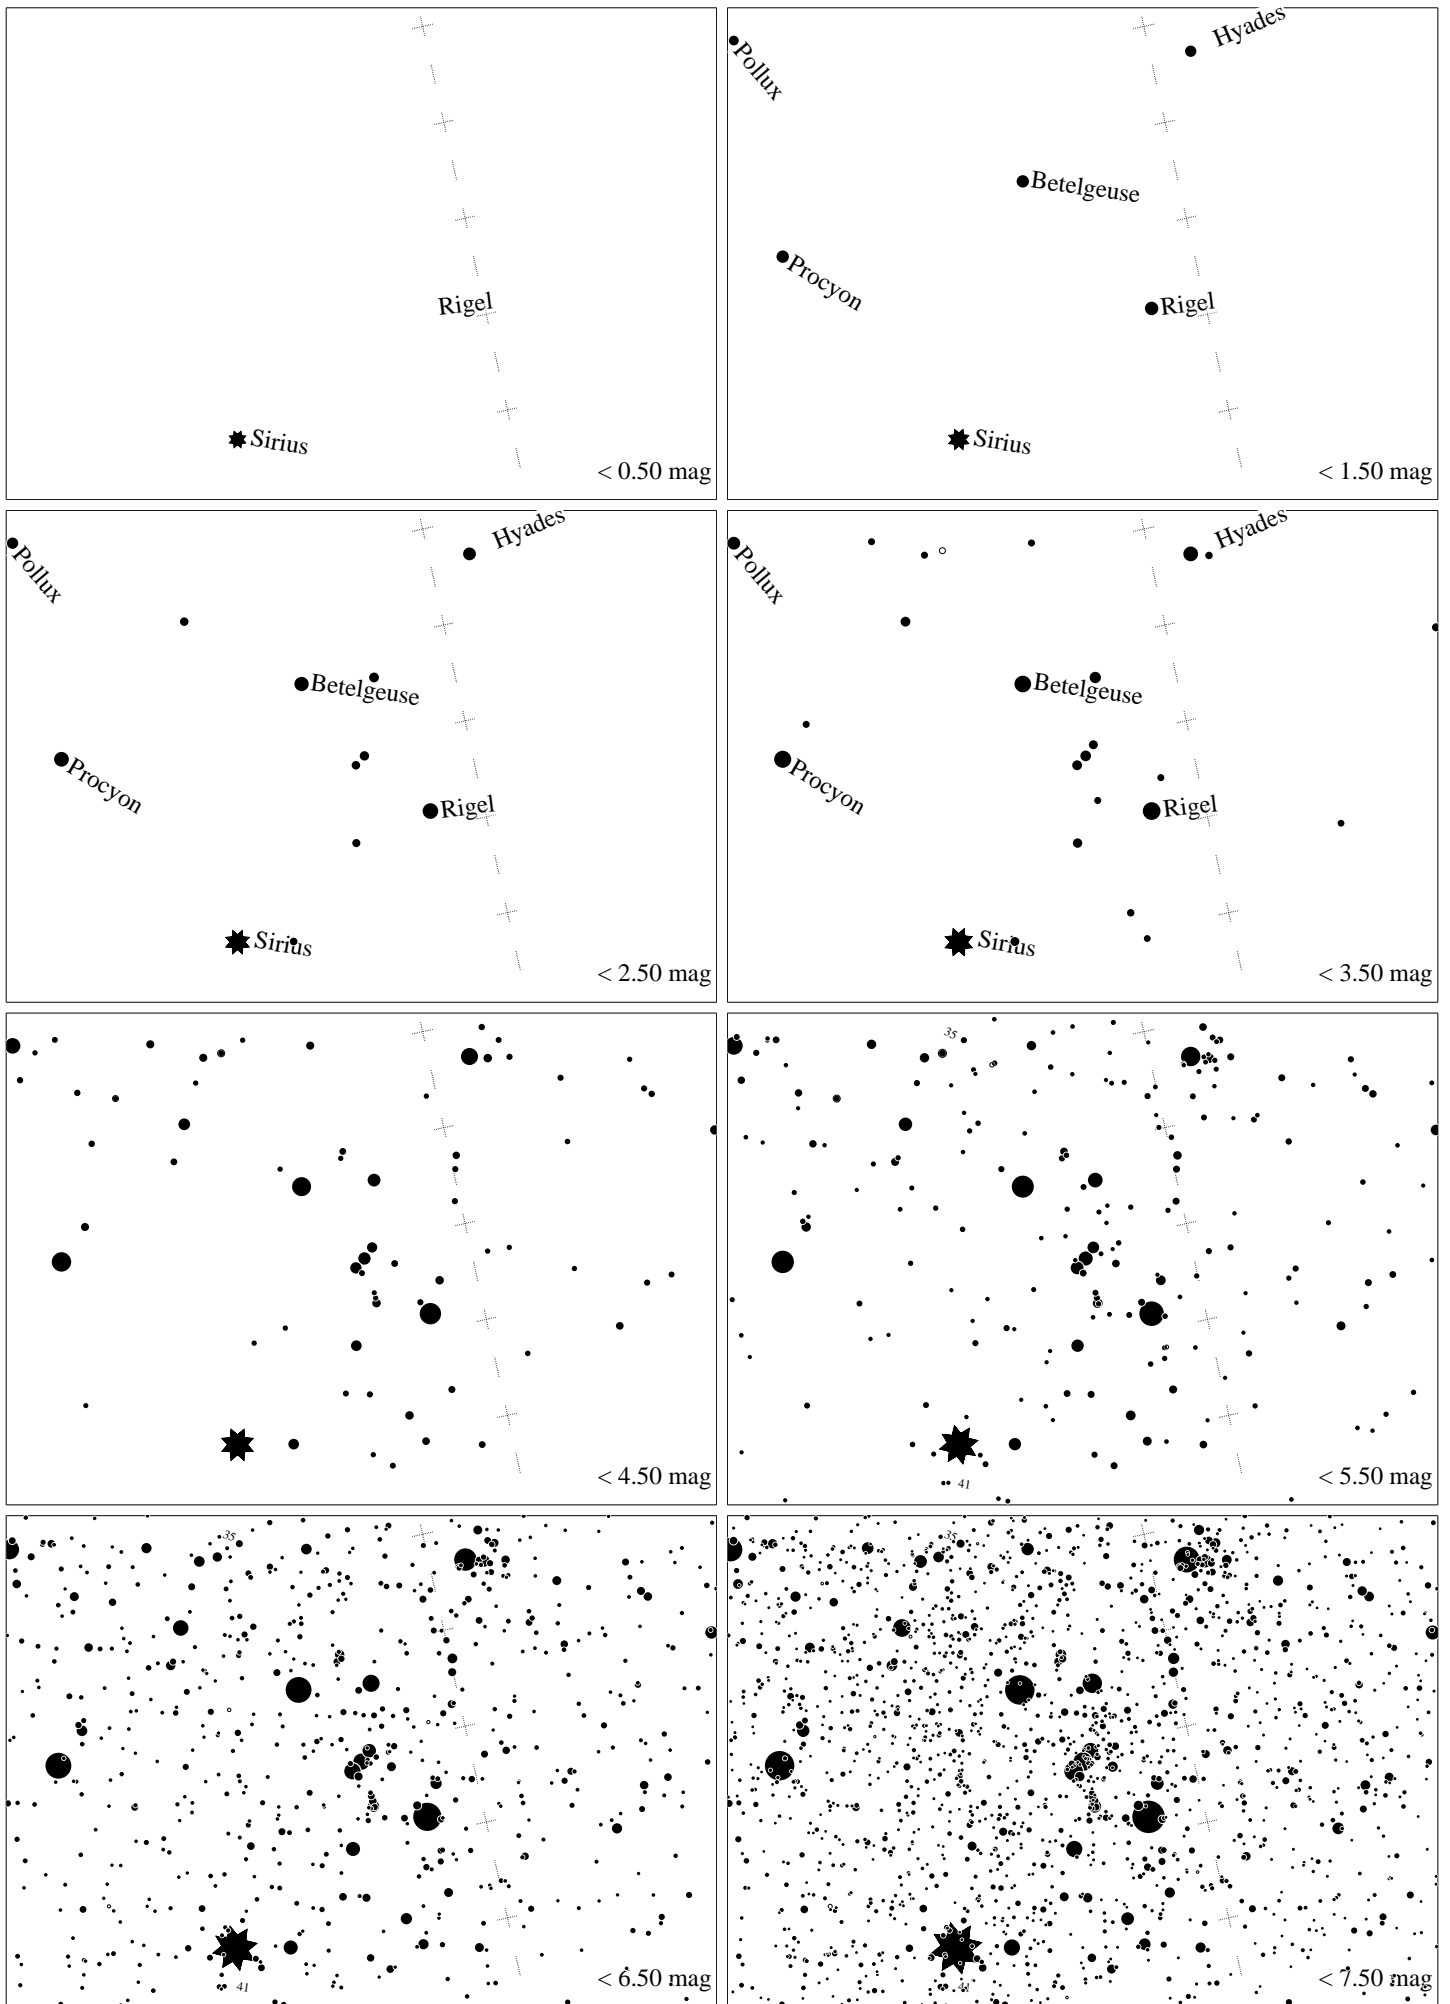 Rigel
Sirius
< 0.50 mag
Hyades
Pollux
Betelgeuse
Procyon
Rigel
Sirius
< 1.50 mag
Hyades
Pollux
Betelgeuse
Procyon
Rigel
Sirius
< 2.50 mag
Hyades
Pollux
Betelgeuse
Procyon
Rigel
Sirius
< 3.50 mag
< 4.50 mag
35
41
< 5.50 mag
35
41
< 6.50 mag
35
41
< 7.50 mag